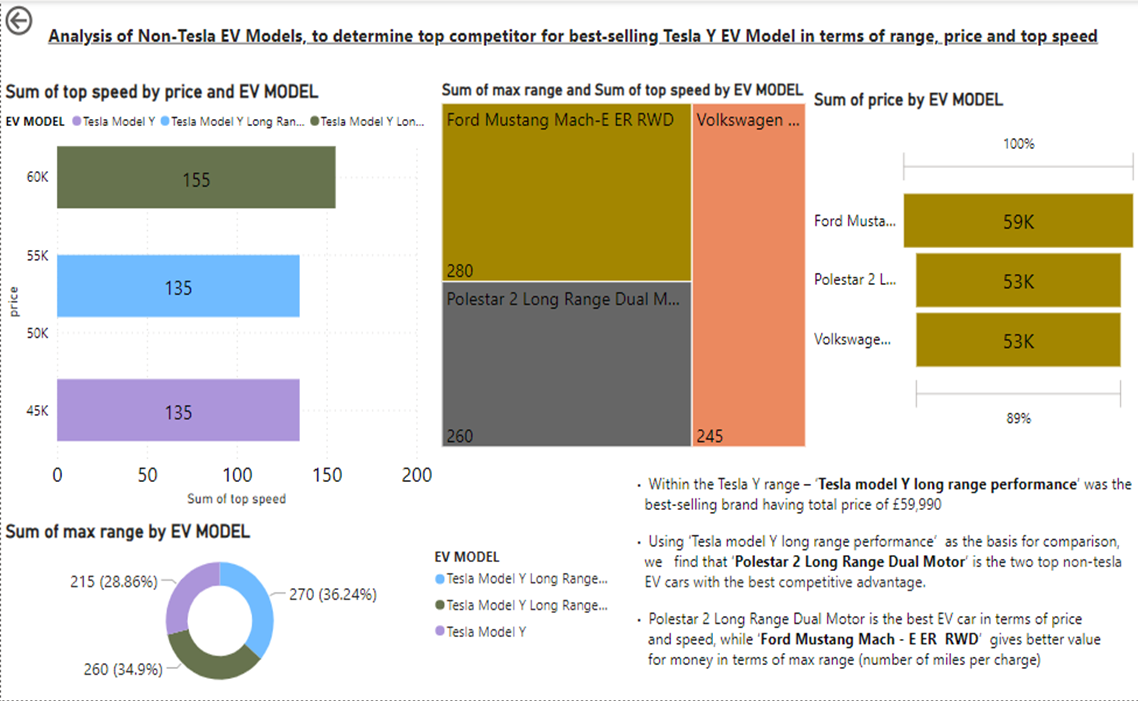 Analysis of Non-Tesla EV Models, to determine top competitor for best-selling Tesla Y EV Model in terms of range, price and top speed
Sum of top speed by price and EV MODEL
EV MODEL Tesla Model Y Tesla Model Y Long Ran... Tesla Model Y Lon...
60K
155
55K
135
50K
45K
135
price
0 50 100 150 200
Sum of top speed
Sum of max range and Sum of top speed by EV MODEL
Ford Mustang Mach-E ER RWD
280
Volkswagen ...
Polestar 2 Long Range Dual M...
260
245
Sum of price by EV MODEL
100%
Ford Musta... 59K
Polestar 2 L... 53K
Volkswage... 53K
89%
Sum of max range by EV MODEL
215 (28.86%)
270 (36.24%)
260 (34.9%)
EV MODEL
Tesla Model Y Long Range...
Tesla Model Y Long Range...
Tesla Model Y
• Within the Tesla Y range – ‘Tesla model Y long range performance’ was the
best-selling brand having total price of £59,990
• Using ‘Tesla model Y long range performance’ as the basis for comparison,
we find that ‘Polestar 2 Long Range Dual Motor’ is the two top non-tesla
EV cars with the best competitive advantage.
• Polestar 2 Long Range Dual Motor is the best EV car in terms of price
and speed, while ‘Ford Mustang Mach - E ER RWD’ gives better value
for money in terms of max range (number of miles per charge)